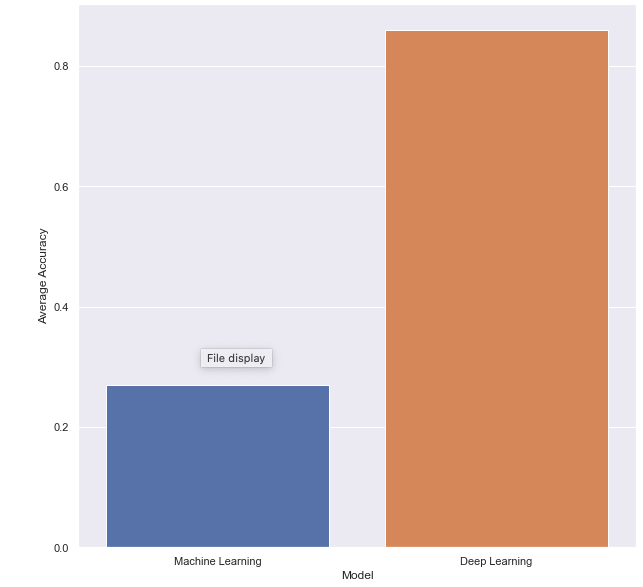 0.8
0.6
Average Accuracy
0.4
File display
0.2
0.0
Machine Learning
Deep Learning
Model